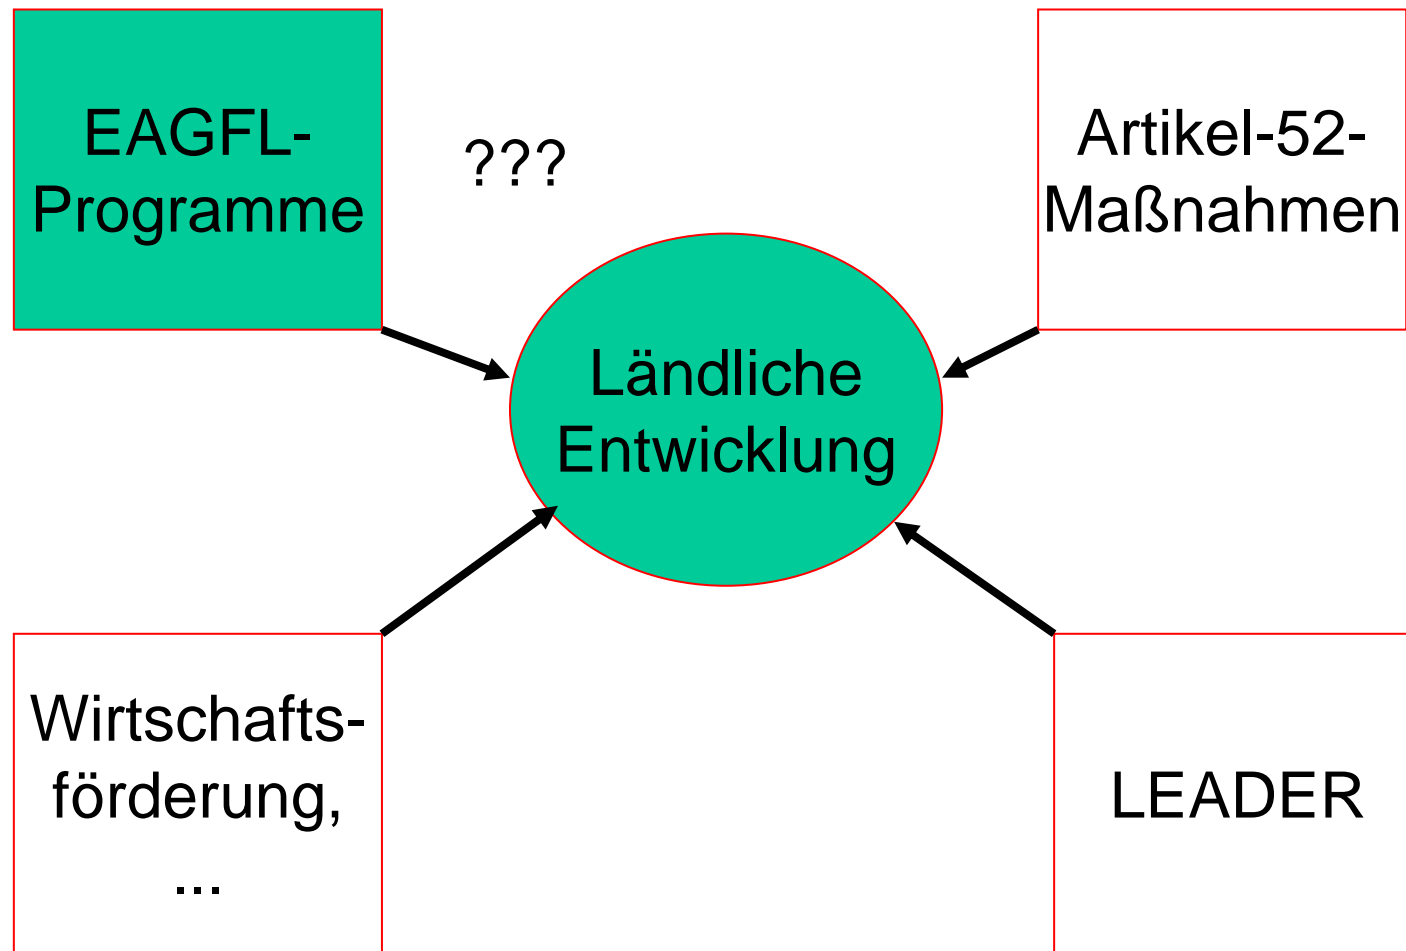 EAGFL-
Programme
???
Artikel-52-
Maßnahmen
Ländliche
Entwicklung
Wirtschafts-
förderung,
...
LEADER